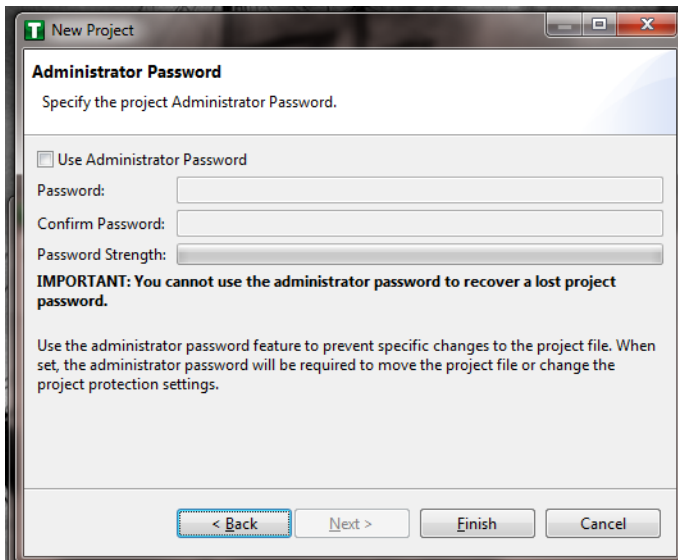 T New Project
Administrator Password
Specify the project Administrator Password.
Use Administrator Password
Password:
Confirm Password:
Password Strength:
IMPORTANT: You cannot use the administrator password to recover a lost project
password.
Use the administrator password feature to prevent specific changes to the project file. When
set, the administrator password will be required to move the project file or change the
project protection settings.
< Back Next > Finish Cancel